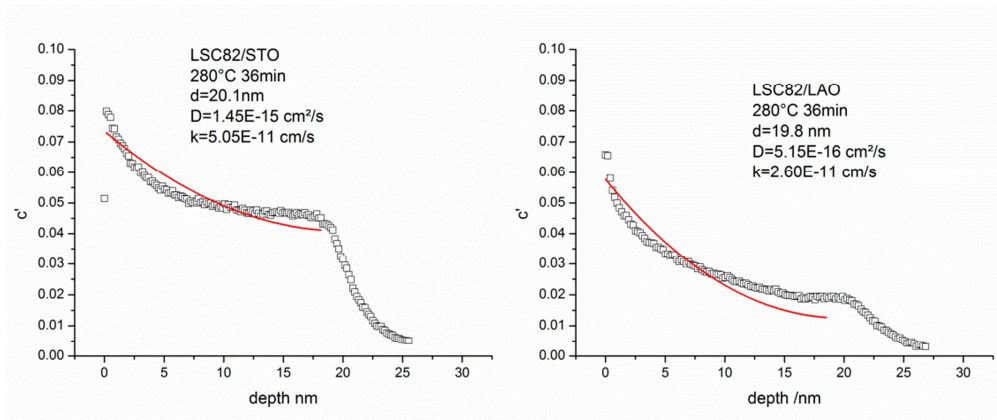 LSC82/STO
280°C 36min
d=20.1nm
D=1.45E-15 cm²/s
k=5.05E-11 cm/s
0.10
0.09
0.08
0.07
0.06
0.05
0.04
0.03
0.02
0.01
0.00
c'
0 5 10 15 20 25 30
depth nm
LSC82/LAO
280°C 36min
d=19.8 nm
D=5.15E-16 cm²/s
k=2.60E-11 cm/s
0.10
0.09
0.08
0.07
0.06
0.05
0.04
0.03
0.02
0.01
0.00
c'
0 5 10 15 20 25 30
depth /nm